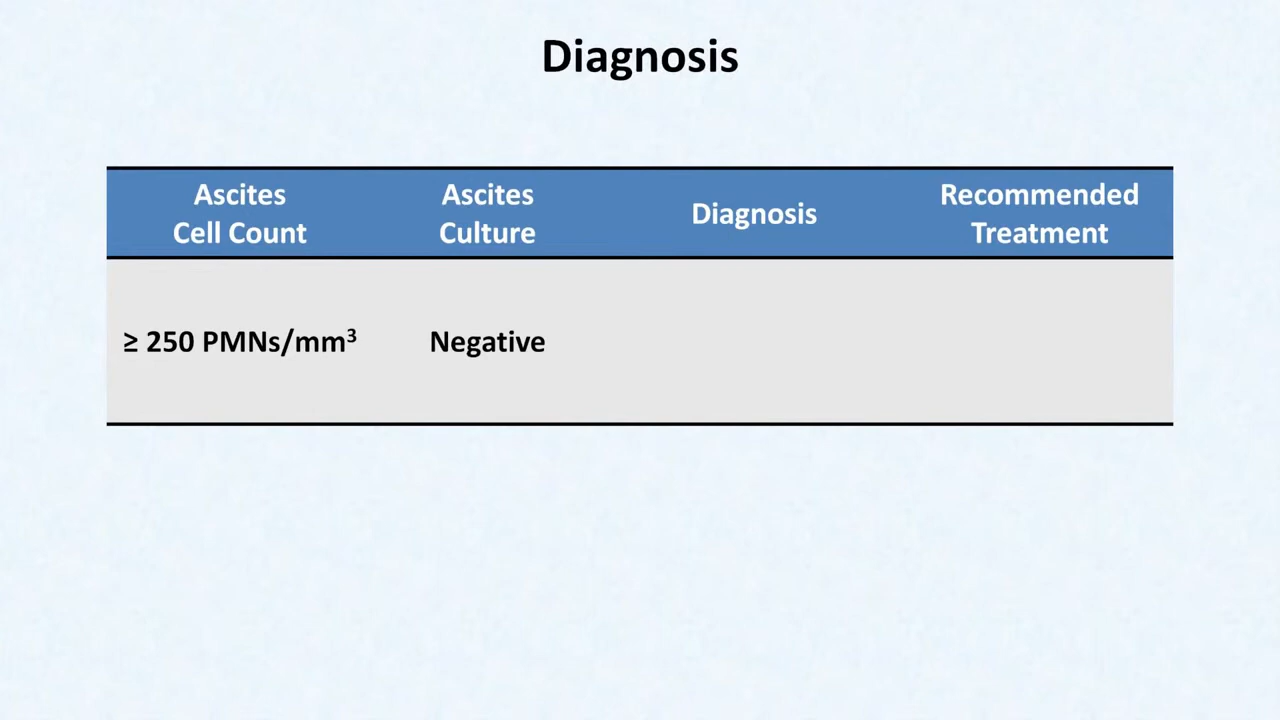 Diagnosis
Ascites
Cell Count
Ascites
Culture
Diagnosis
Recommended
Treatment
≥ 250 PMNs/mm³
Negative